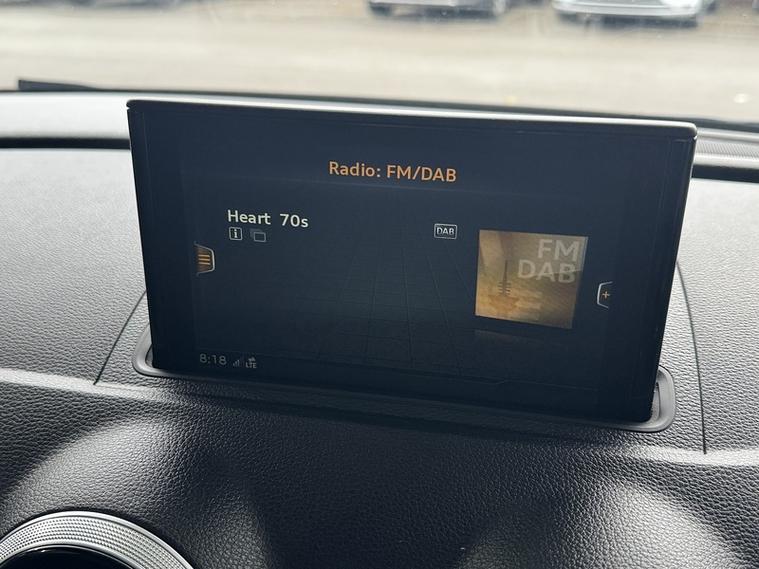 Radio: FM/DAB
Heart 70s
DAB
FM
DAB
8:18 LTE